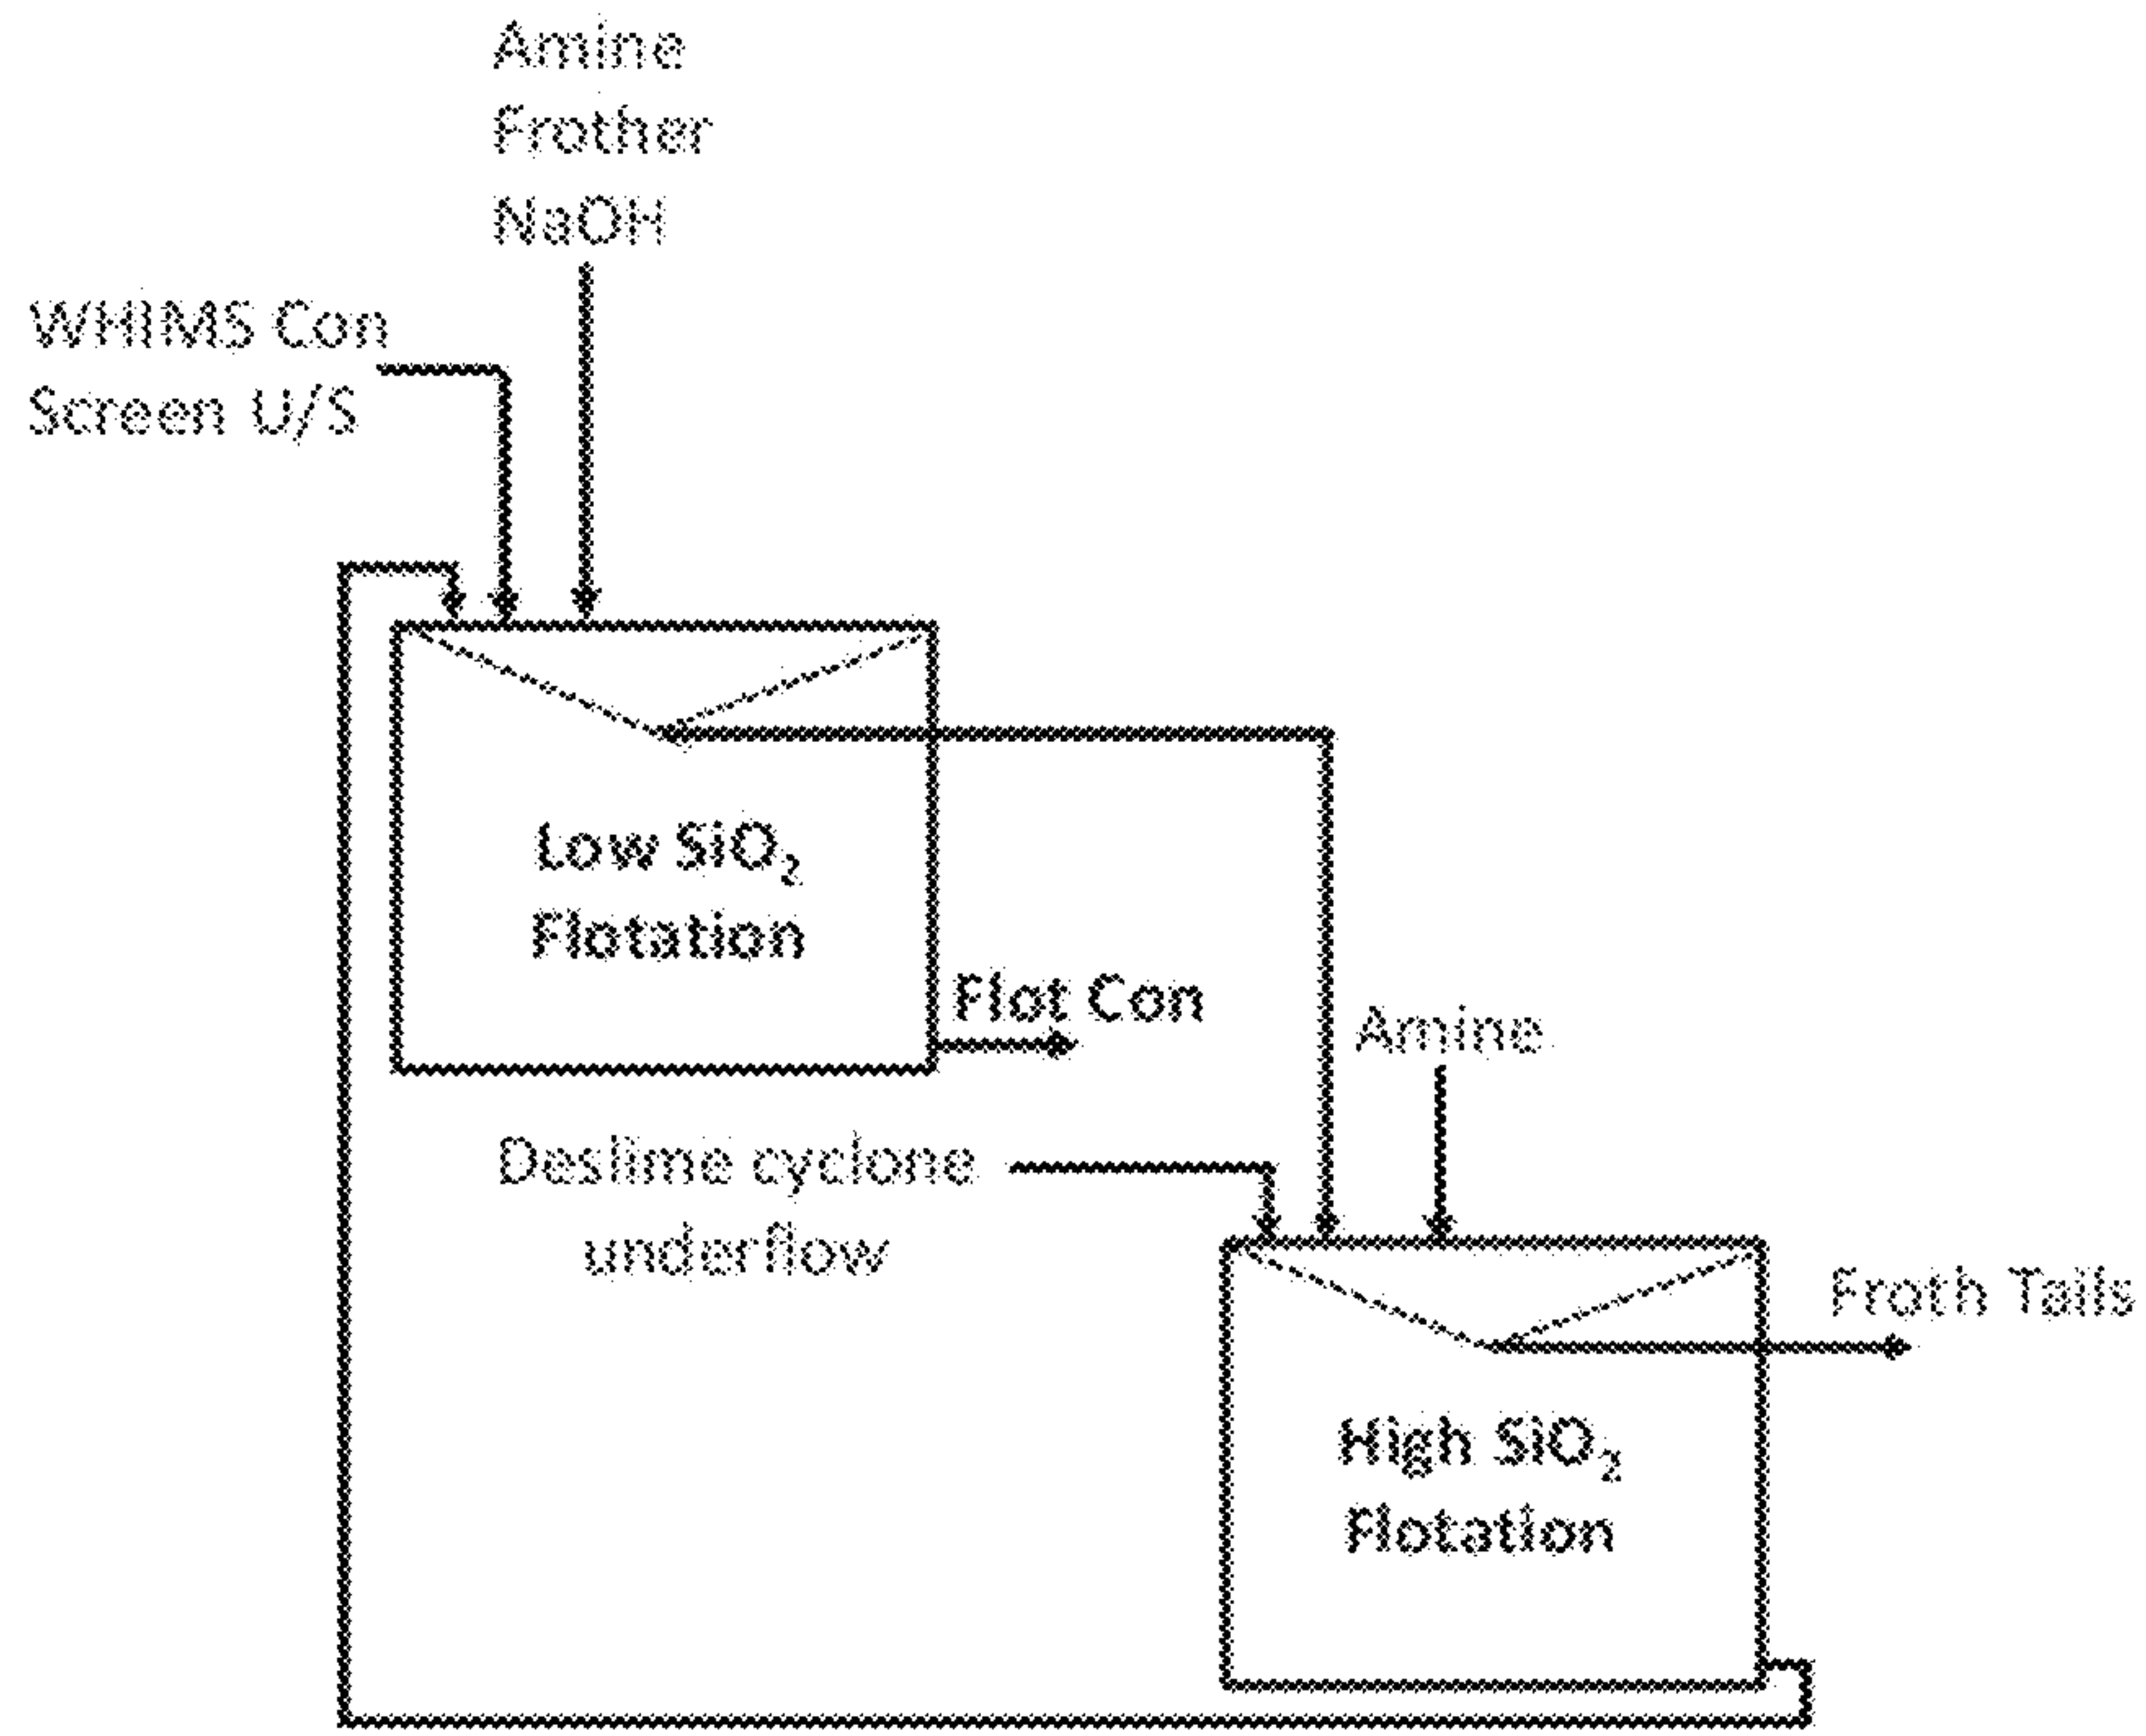 Amine
Frother
NaOH
WHIMS Con
Screen U/S
Low SiO₂
Flotation
Flot Con
Amine
Deslime cyclone
underflow
Froth Tails
High SiO₂
Flotation